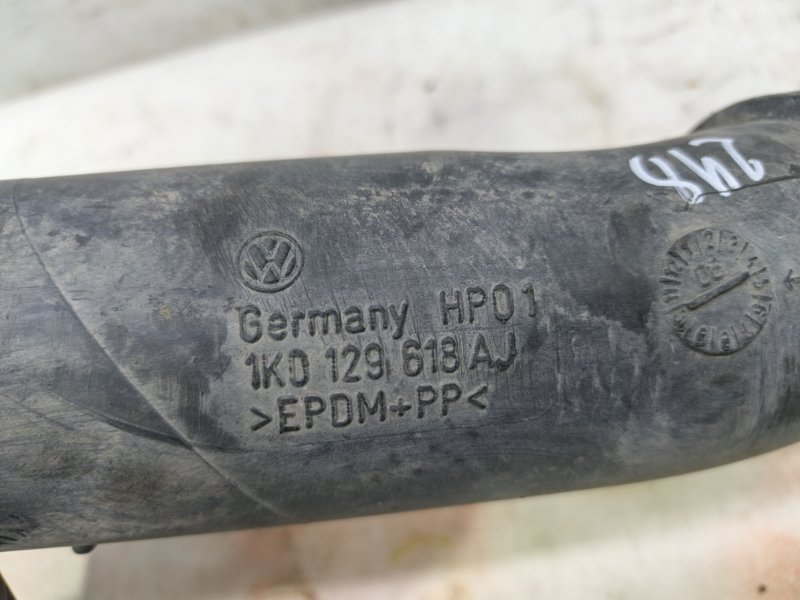 248
Germany HP01
1K0 129 618 AJ
>EPDM+PP<